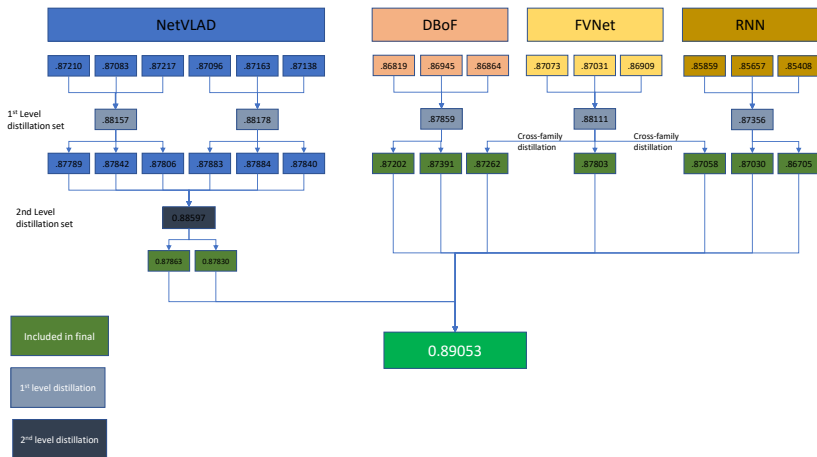 NetVLAD DBoF FVNet RNN
.87210 .87083 .87217 .87096 .87163 .87138 .86819 .86945 .86864 .87073 .87031 .86909 .85859 .85657 .85408
1st Level
distillation set
.88157 .88178 .87859 .88111 .87356
Cross-family
distillation
Cross-family
distillation
.87789 .87842 .87806 .87883 .87884 .87840 .87202 .87391 .87262 .87803 .87058 .87030 .86705
2nd Level
distillation set
0.88597
0.87863 0.87830
Included in final
0.89053
1st level distillation
2nd level distillation